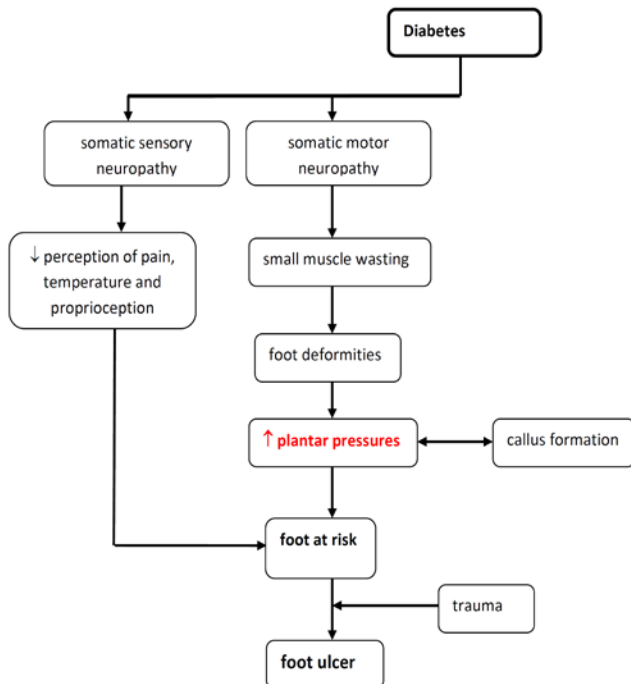 Diabetes
somatic sensory
neuropathy
somatic motor
neuropathy
↓ perception of pain,
temperature and
proprioception
small muscle wasting
foot deformities
↑ plantar pressures
callus formation
foot at risk
trauma
foot ulcer